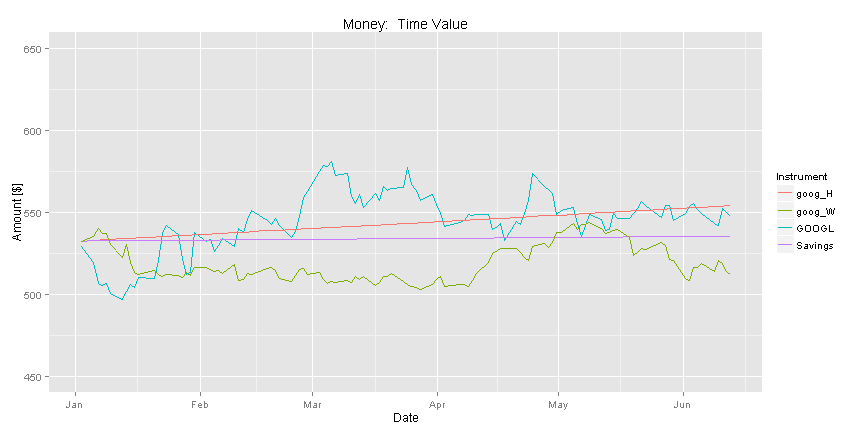 Money:  Time Value
Amount [$]
650
600
550
500
450
Jan Feb Mar Apr May Jun
Date
Instrument
goog_H
goog_W
GOOGL
Savings